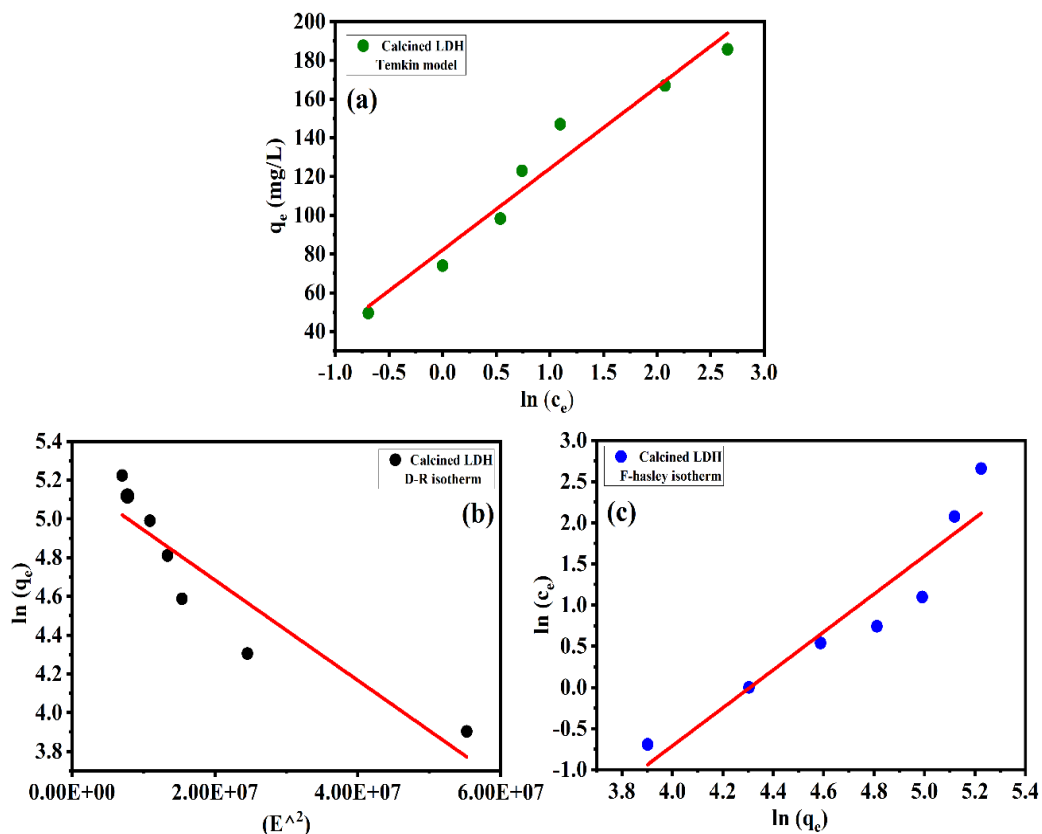 200
180
160
140
120
100
80
60
40
q_e (mg/L)
Calcined LDH
Temkin model
(a)
-1.0 -0.5 0.0 0.5 1.0 1.5 2.0 2.5 3.0
ln (c_e)
5.4
5.2
5.0
4.8
4.6
4.4
4.2
4.0
3.8
ln (q_e)
Calcined LDH
D-R isotherm
(b)
0.00E+00 2.00E+07 4.00E+07 6.00E+07
(E^^2)
3.0
2.5
2.0
1.5
1.0
0.5
0.0
-0.5
-1.0
ln (c_e)
Calcined LDH
F-hasley isotherm
(c)
3.8 4.0 4.2 4.4 4.6 4.8 5.0 5.2 5.4
ln (q_e)